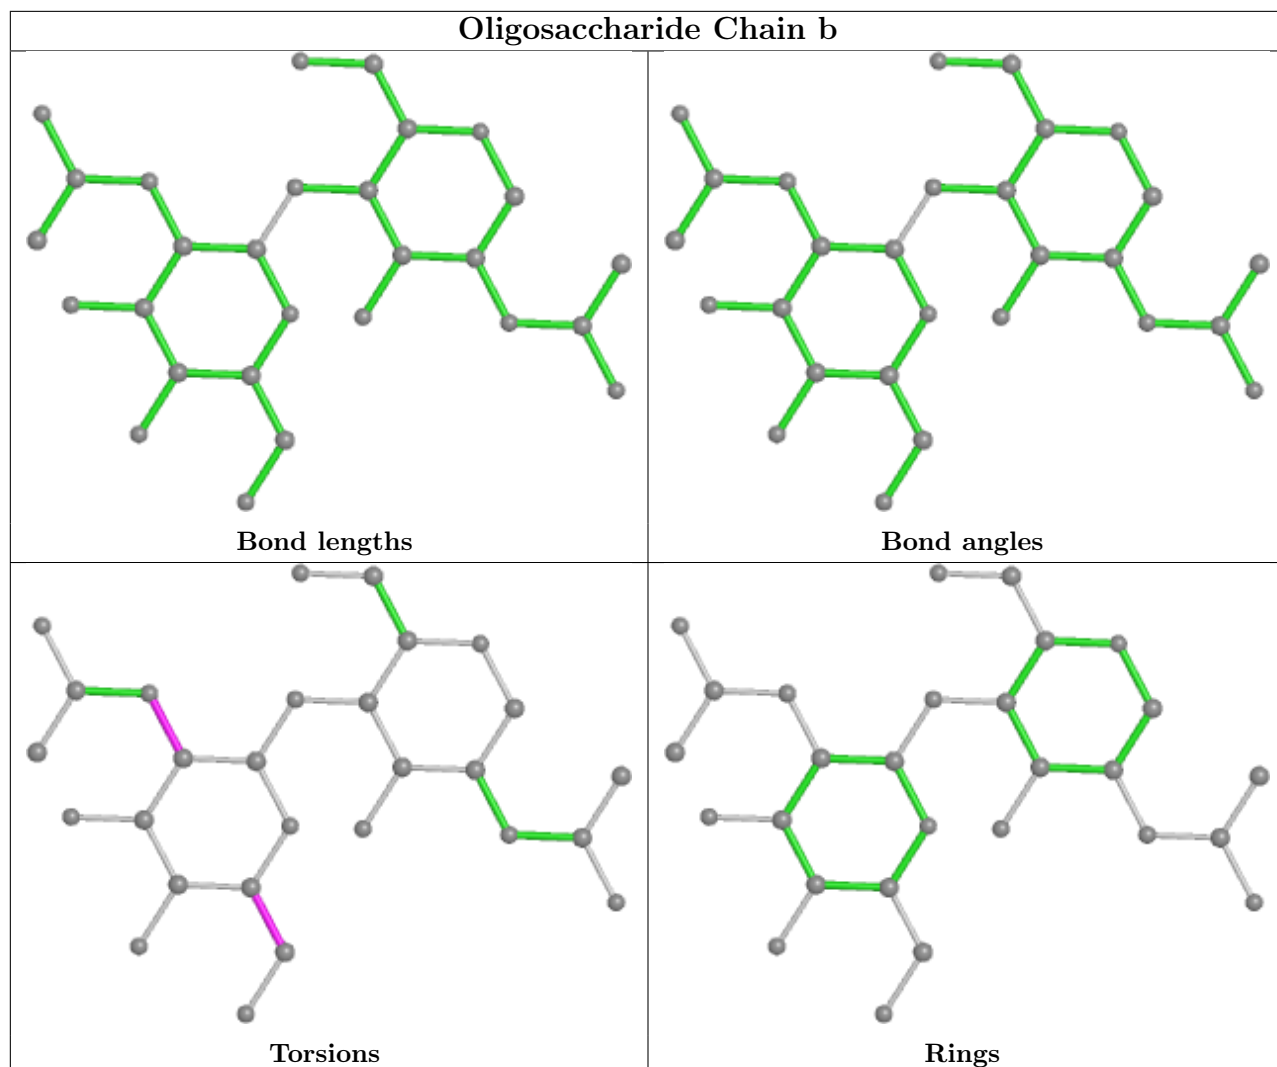 Oligosaccharide Chain b
Bond lengths
Bond angles
Torsions
Rings